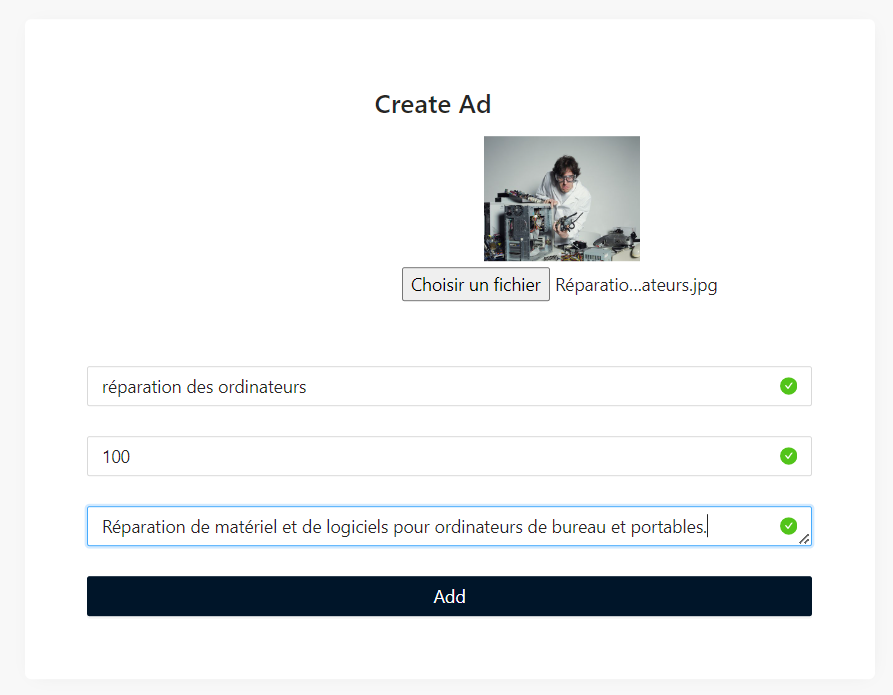 Create Ad
Choisir un fichier Réparatio...ateurs.jpg
réparation des ordinateurs
100
Réparation de matériel et de logiciels pour ordinateurs de bureau et portables.
Add